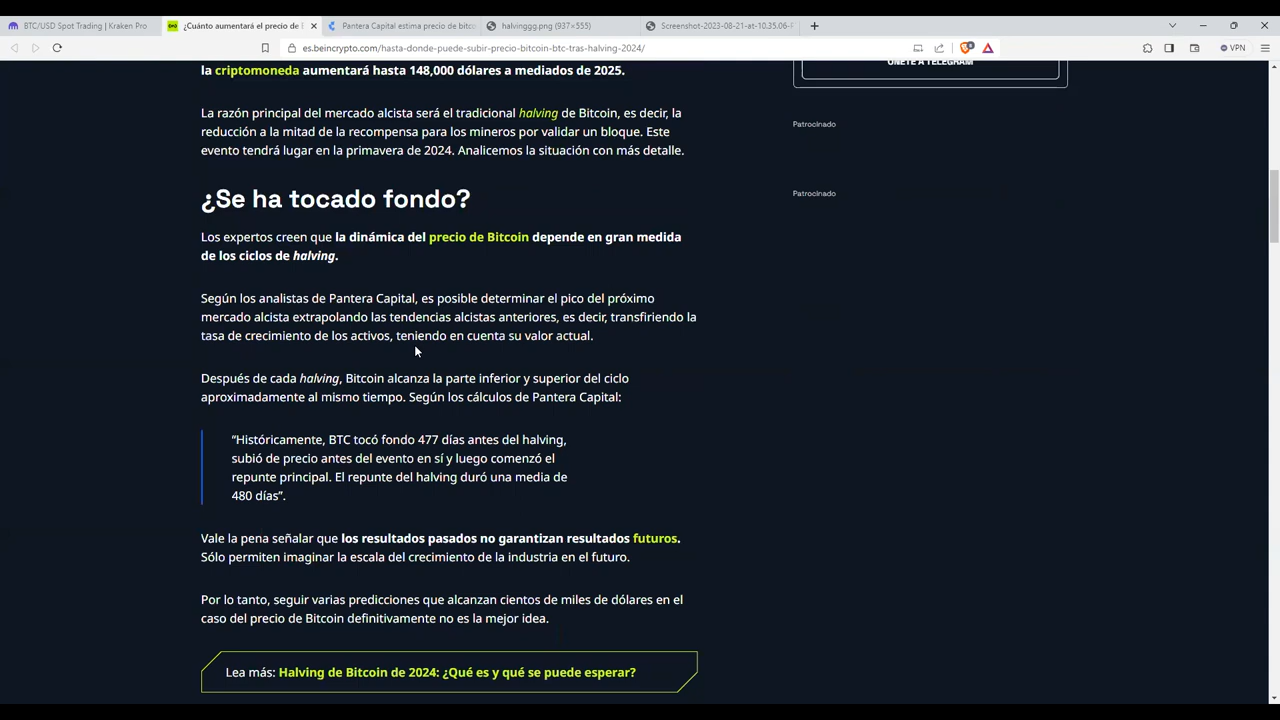 BTC/USD Spot Trading | Kraken Pro
¿Cuánto aumentará el precio de B
Pantera Capital estima precio de bitco
halvinggg.png (937×555)
Screenshot-2023-08-21-at-10.35.06-
es.beincrypto.com/hasta-donde-puede-subir-precio-bitcoin-btc-tras-halving-2024/
VPN
ÚNETE A TELEGRAM
la criptomoneda aumentará hasta 148,000 dólares a mediados de 2025.
Patrocinado
La razón principal del mercado alcista será el tradicional halving de Bitcoin, es decir, la
reducción a la mitad de la recompensa para los mineros por validar un bloque. Este
evento tendrá lugar en la primavera de 2024. Analicemos la situación con más detalle.
Patrocinado
¿Se ha tocado fondo?
Los expertos creen que la dinámica del precio de Bitcoin depende en gran medida
de los ciclos de halving.
Según los analistas de Pantera Capital, es posible determinar el pico del próximo
mercado alcista extrapolando las tendencias alcistas anteriores, es decir, transfiriendo la
tasa de crecimiento de los activos, teniendo en cuenta su valor actual.
Después de cada halving, Bitcoin alcanza la parte inferior y superior del ciclo
aproximadamente al mismo tiempo. Según los cálculos de Pantera Capital:
“Históricamente, BTC tocó fondo 477 días antes del halving,
subió de precio antes del evento en sí y luego comenzó el
repunte principal. El repunte del halving duró una media de
480 días”.
Vale la pena señalar que los resultados pasados no garantizan resultados futuros.
Sólo permiten imaginar la escala del crecimiento de la industria en el futuro.
Por lo tanto, seguir varias predicciones que alcanzan cientos de miles de dólares en el
caso del precio de Bitcoin definitivamente no es la mejor idea.
Lea más: Halving de Bitcoin de 2024: ¿Qué es y qué se puede esperar?